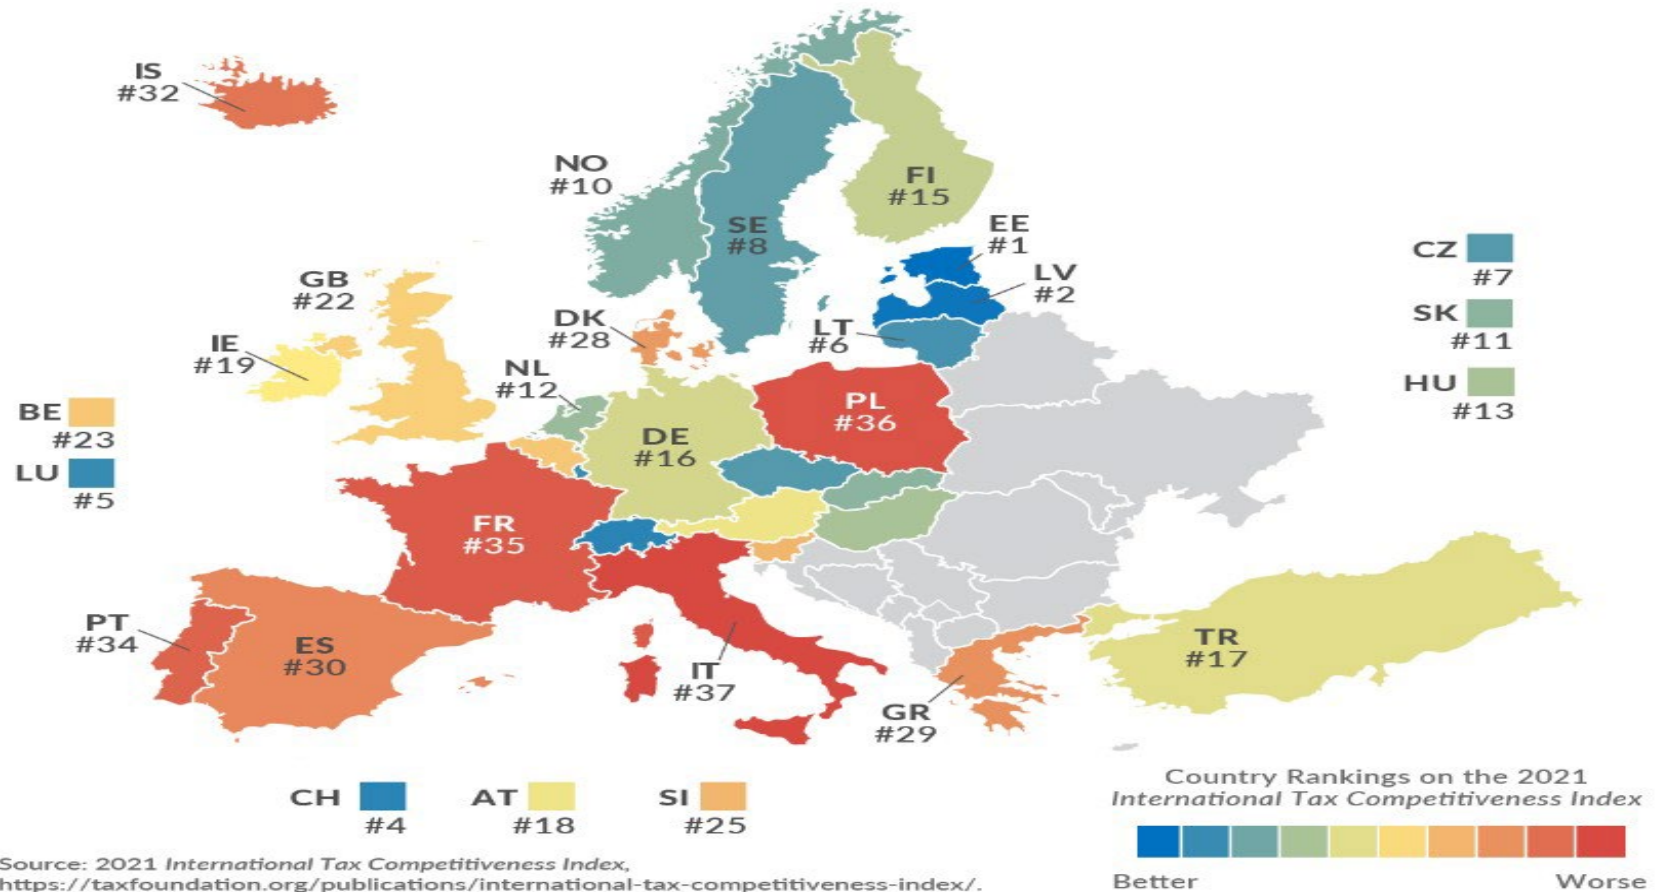 IS
#32
NO
#10
FI
#15
SE
#8
EE
#1
LV
#2
CZ
#7
GB
#22
DK
#28
LT
#6
SK
#11
IE
#19
NL
#12
HU
#13
BE
#23
PL
#36
DE
#16
LU
#5
FR
#35
PT
#34
ES
#30
IT
#37
TR
#17
GR
#29
CH
#4
AT
#18
SI
#25
Country Rankings on the 2021
International Tax Competitiveness Index
Better
Worse
Source: 2021 International Tax Competitiveness Index,
https://taxfoundation.org/publications/international-tax-competitiveness-index/.